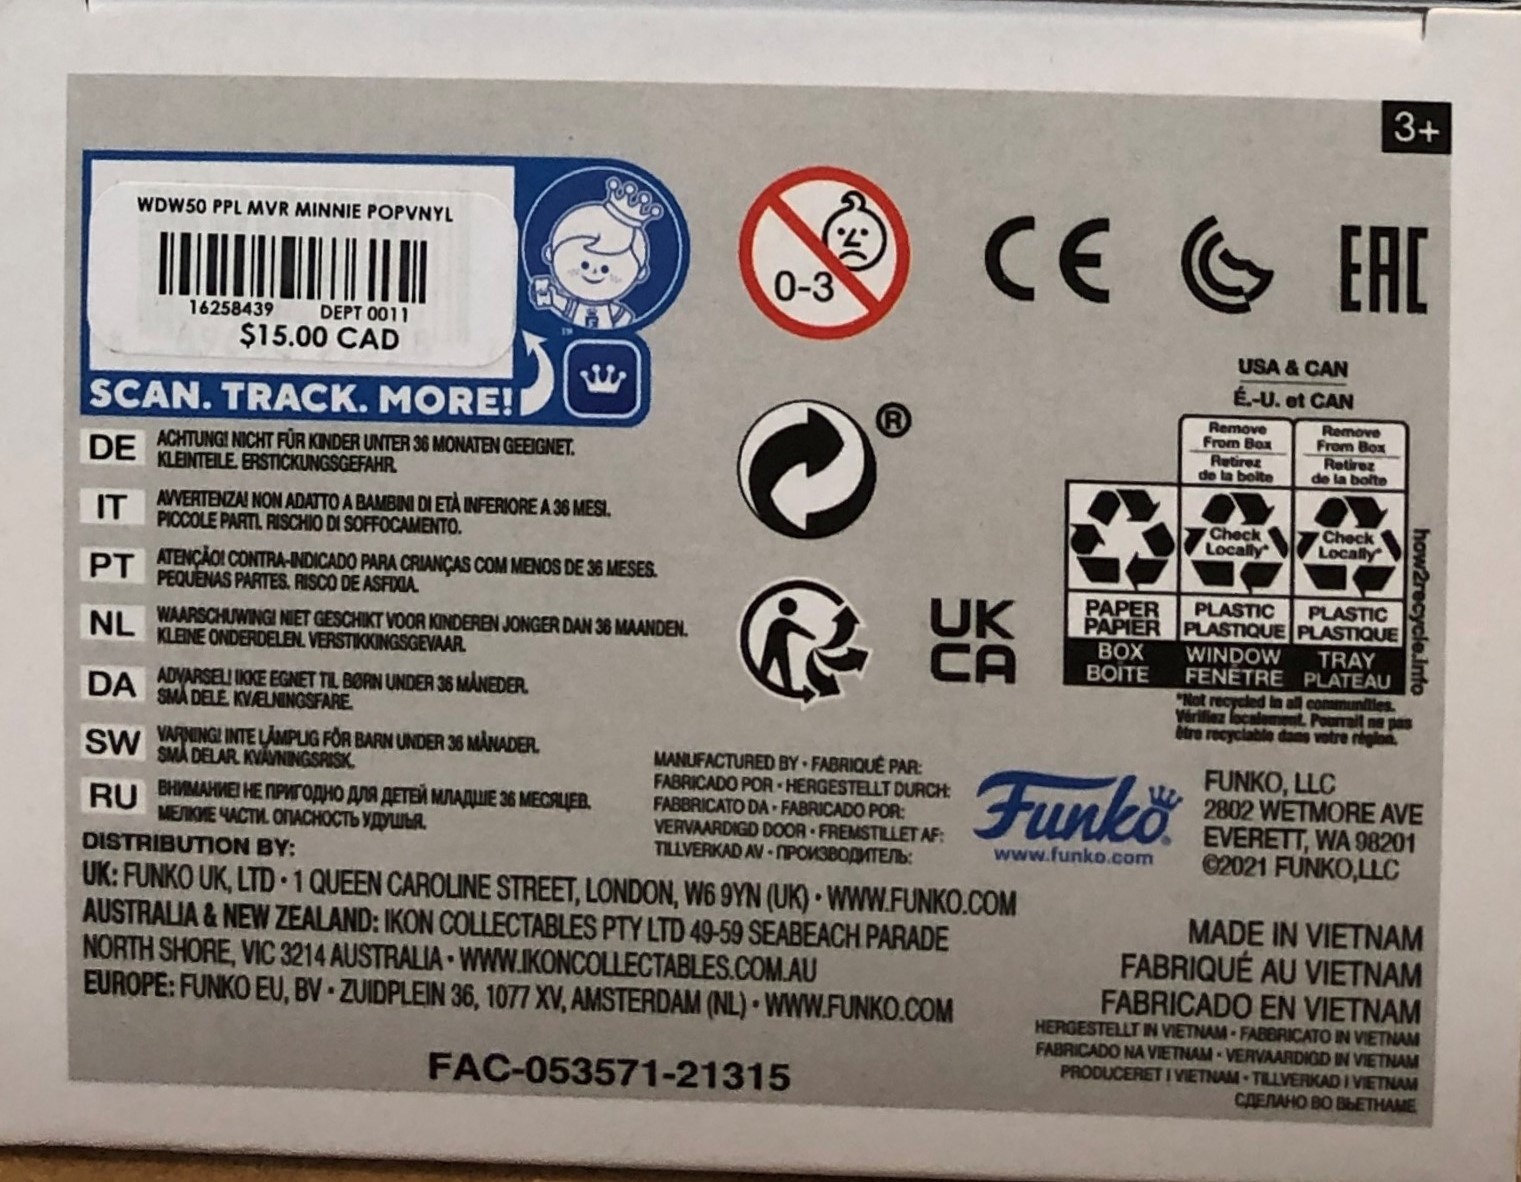 3+
WDW50 PPL MVR MINNIE POPVNYL
16258439 DEPT 0011
$15.00 CAD
TM
SCAN. TRACK. MORE!
0-3
CE
EAC
USA & CAN
É.-U. et CAN
Remove From Box
Retirez de la boîte
Remove From Box
Retirez de la boîte
Check Locally*
Check Locally*
PAPER PAPIER
PLASTIC PLASTIQUE
PLASTIC PLASTIQUE
BOX BOÎTE
WINDOW FENÊTRE
TRAY PLATEAU
how2recycle.info
*Not recycled in all communities.
Vérifiez localement. Pourrait ne pas
être recyclable dans votre région.
®
UK
CA
DE ACHTUNG! NICHT FÜR KINDER UNTER 36 MONATEN GEEIGNET.
KLEINTEILE. ERSTICKUNGSGEFAHR.
IT AVVERTENZA! NON ADATTO A BAMBINI DI ETÀ INFERIORE A 36 MESI.
PICCOLE PARTI. RISCHIO DI SOFFOCAMENTO.
PT ATENÇÃO! CONTRA-INDICADO PARA CRIANÇAS COM MENOS DE 36 MESES.
PEQUENAS PARTES. RISCO DE ASFIXIA.
NL WAARSCHUWING! NIET GESCHIKT VOOR KINDEREN JONGER DAN 36 MAANDEN.
KLEINE ONDERDELEN. VERSTIKKINGSGEVAAR.
DA ADVARSEL! IKKE EGNET TIL BØRN UNDER 36 MÅNEDER.
SMÅ DELE. KVÆLNINGSFARE.
SW VARNING! INTE LÄMPLIG FÖR BARN UNDER 36 MÅNADER.
SMÅ DELAR. KVÄVNINGSRISK.
RU ВНИМАНИЕ! НЕ ПРИГОДНО ДЛЯ ДЕТЕЙ МЛАДШЕ 36 МЕСЯЦЕВ.
МЕЛКИЕ ЧАСТИ. ОПАСНОСТЬ УДУШЬЯ.
MANUFACTURED BY • FABRIQUÉ PAR:
FABRICADO POR • HERGESTELLT DURCH:
FABBRICATO DA • FABRICADO POR:
VERVAARDIGD DOOR • FREMSTILLET AF:
TILLVERKAD AV • ПРОИЗВОДИТЕЛЬ:
Funko®
www.funko.com
FUNKO, LLC
2802 WETMORE AVE
EVERETT, WA 98201
©2021 FUNKO,LLC
DISTRIBUTION BY:
UK: FUNKO UK, LTD • 1 QUEEN CAROLINE STREET, LONDON, W6 9YN (UK) • WWW.FUNKO.COM
AUSTRALIA & NEW ZEALAND: IKON COLLECTABLES PTY LTD 49-59 SEABEACH PARADE
NORTH SHORE, VIC 3214 AUSTRALIA • WWW.IKONCOLLECTABLES.COM.AU
EUROPE: FUNKO EU, BV • ZUIDPLEIN 36, 1077 XV, AMSTERDAM (NL) • WWW.FUNKO.COM
MADE IN VIETNAM
FABRIQUÉ AU VIETNAM
FABRICADO EN VIETNAM
HERGESTELLT IN VIETNAM • FABBRICATO IN VIETNAM
FABRICADO NA VIETNAM • VERVAARDIGD IN VIETNAM
PRODUCERET I VIETNAM • TILLVERKAD I VIETNAM
СДЕЛАНО ВО ВЬЕТНАМЕ
FAC-053571-21315